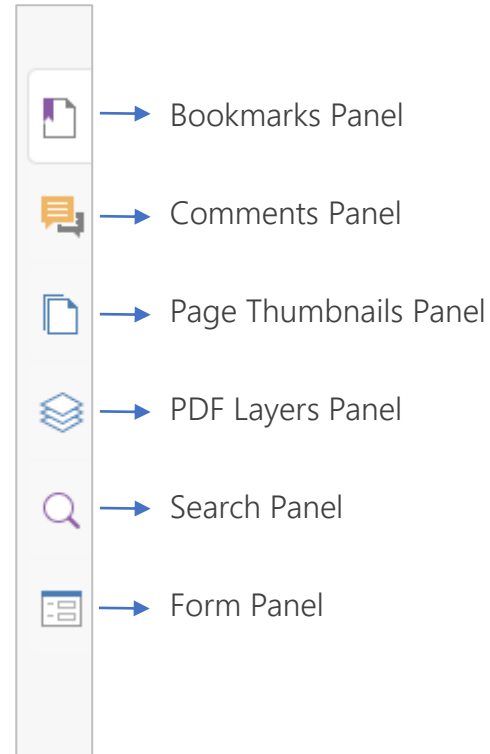 Bookmarks Panel
Comments Panel
Page Thumbnails Panel
PDF Layers Panel
Search Panel
Form Panel